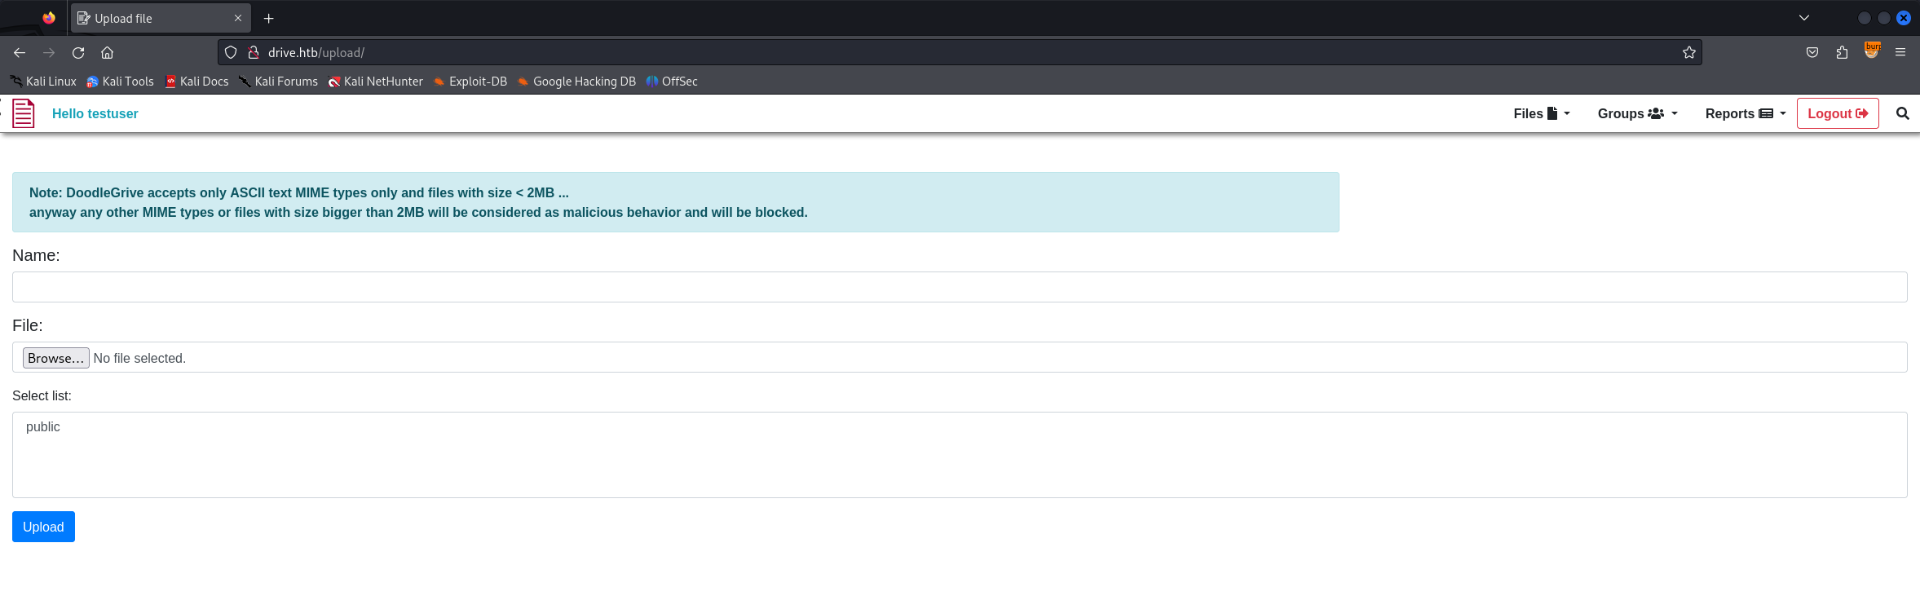 Upload file
drive.htb/upload/
burp
Kali Linux Kali Tools Kali Docs Kali Forums Kali NetHunter Exploit-DB Google Hacking DB OffSec
Hello testuser Files Groups Reports Logout
Note: DoodleGrive accepts only ASCII text MIME types only and files with size < 2MB ...
anyway any other MIME types or files with size bigger than 2MB will be considered as malicious behavior and will be blocked.
Name:
File:
Browse... No file selected.
Select list:
public
Upload